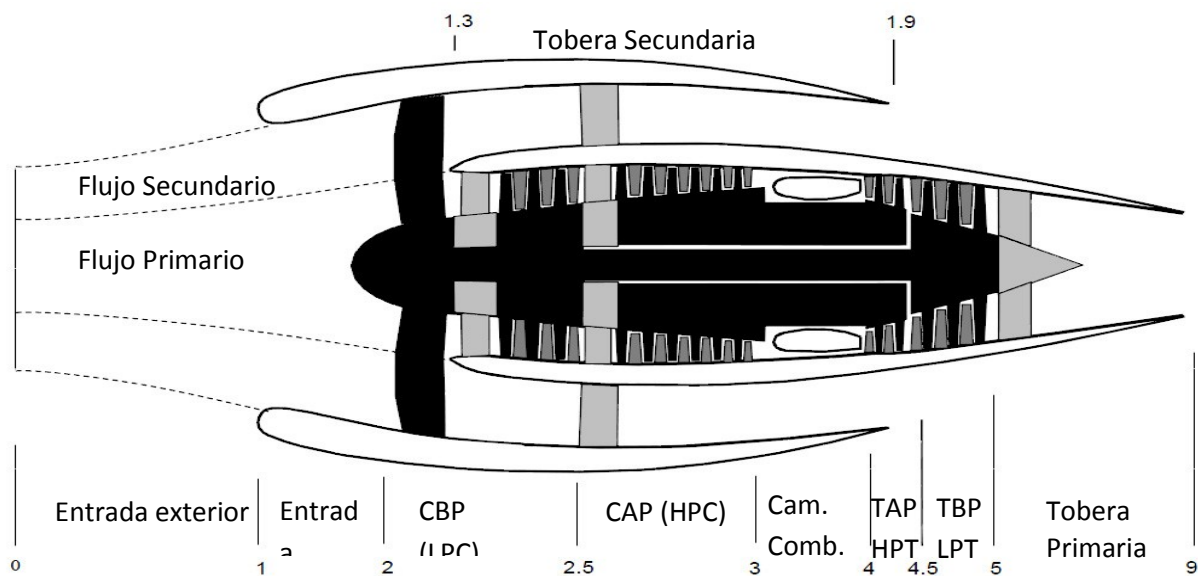 1.3
1.9
Tobera Secundaria
Flujo Secundario
Flujo Primario
Entrada exterior
Entrad
a
CBP
(LPC)
CAP (HPC)
Cam.
Comb.
TAP
HPT
TBP
LPT
Tobera
Primaria
0
1
2
2.5
3
4
4.5
5
9